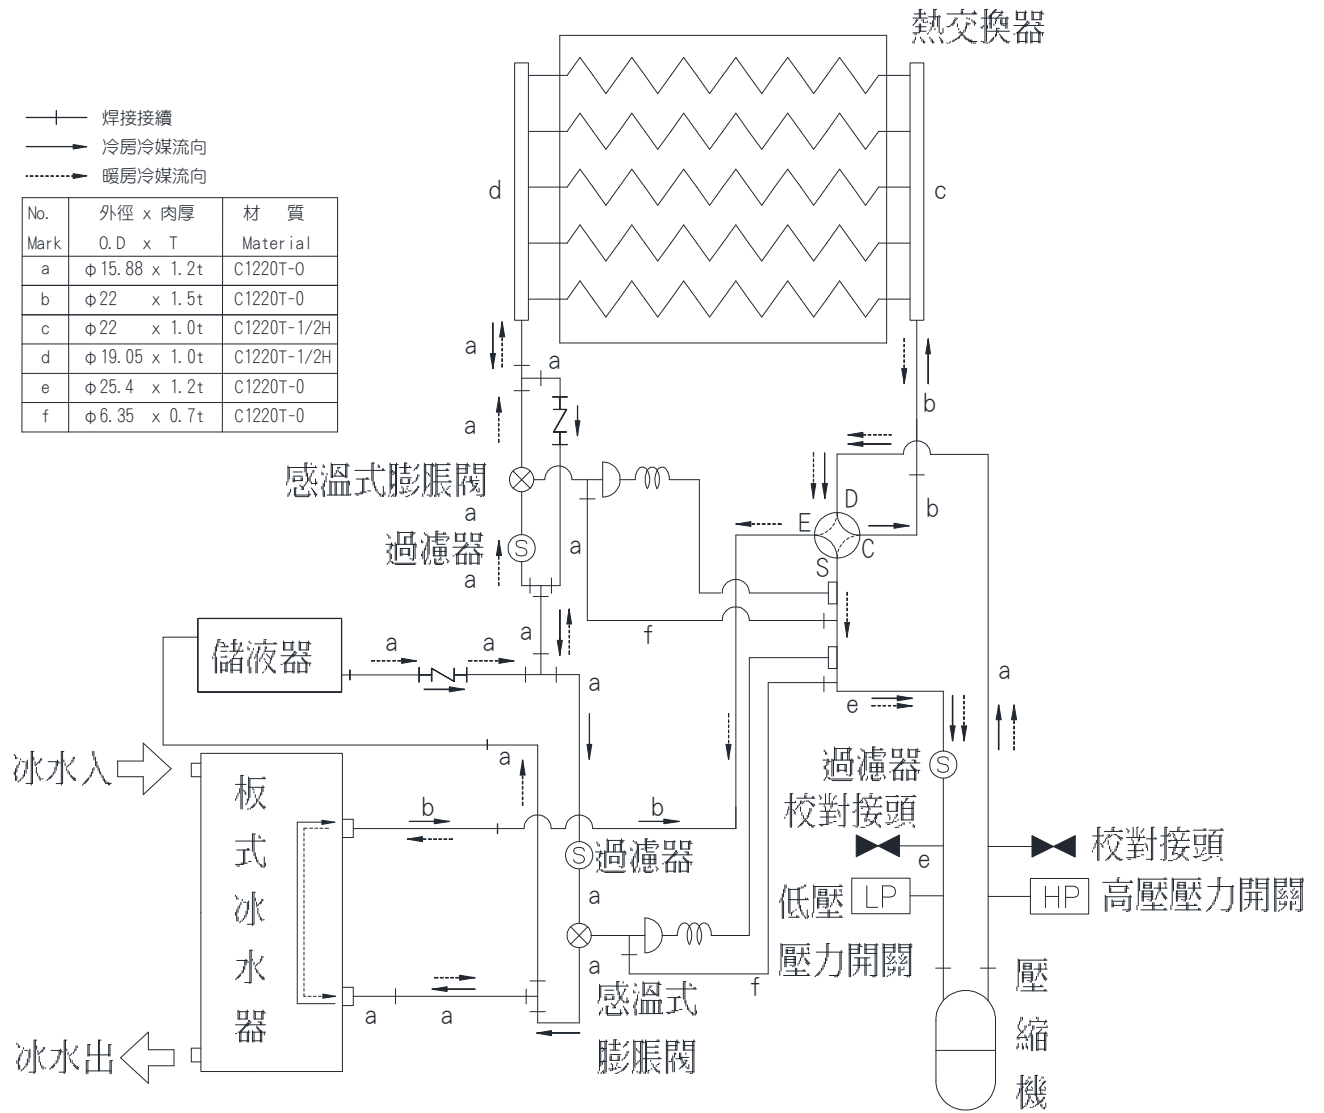 熱交換器
焊接接續
冷房冷媒流向
暖房冷媒流向
No. 外徑 x 肉厚 材 質
Mark O.D x T Material
a φ15.88 x 1.2t C1220T-O
b φ22 x 1.5t C1220T-0
c φ22 x 1.0t C1220T-1/2H
d φ19.05 x 1.0t C1220T-1/2H
e φ25.4 x 1.2t C1220T-0
f φ6.35 x 0.7t C1220T-0
d
c
a
a
b
a
感溫式膨脹閥
a
D
b
E
C
S
過濾器
S
a
a
a
f
儲液器
a
a
a
a
e
a
冰水入
a
過濾器
S
板式冰水器
b
b
校對接頭
S
過濾器
e
校對接頭
a
低壓
LP
壓力開關
HP
高壓壓力開關
a
感溫式
膨脹閥
f
a
a
冰水出
壓縮機